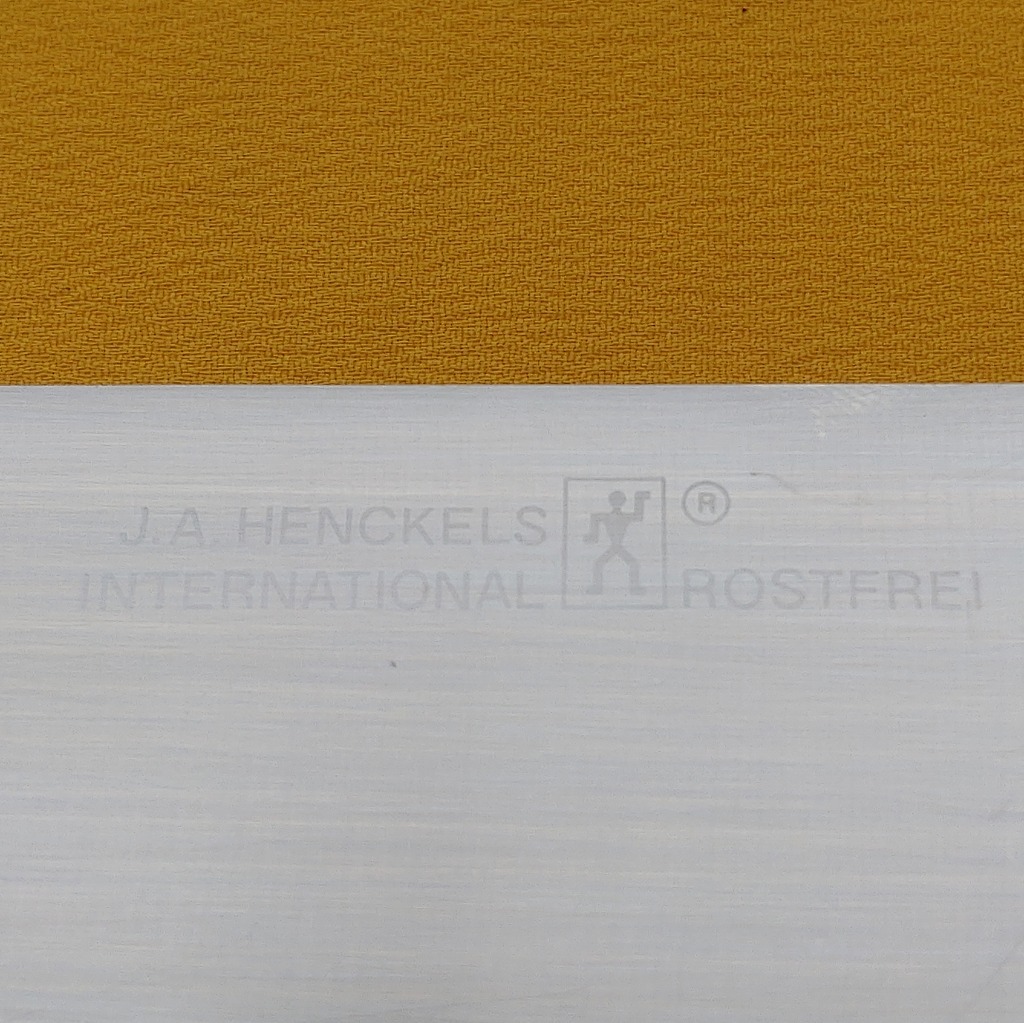 J.A. HENCKELS ®
INTERNATIONAL ROSTFREI